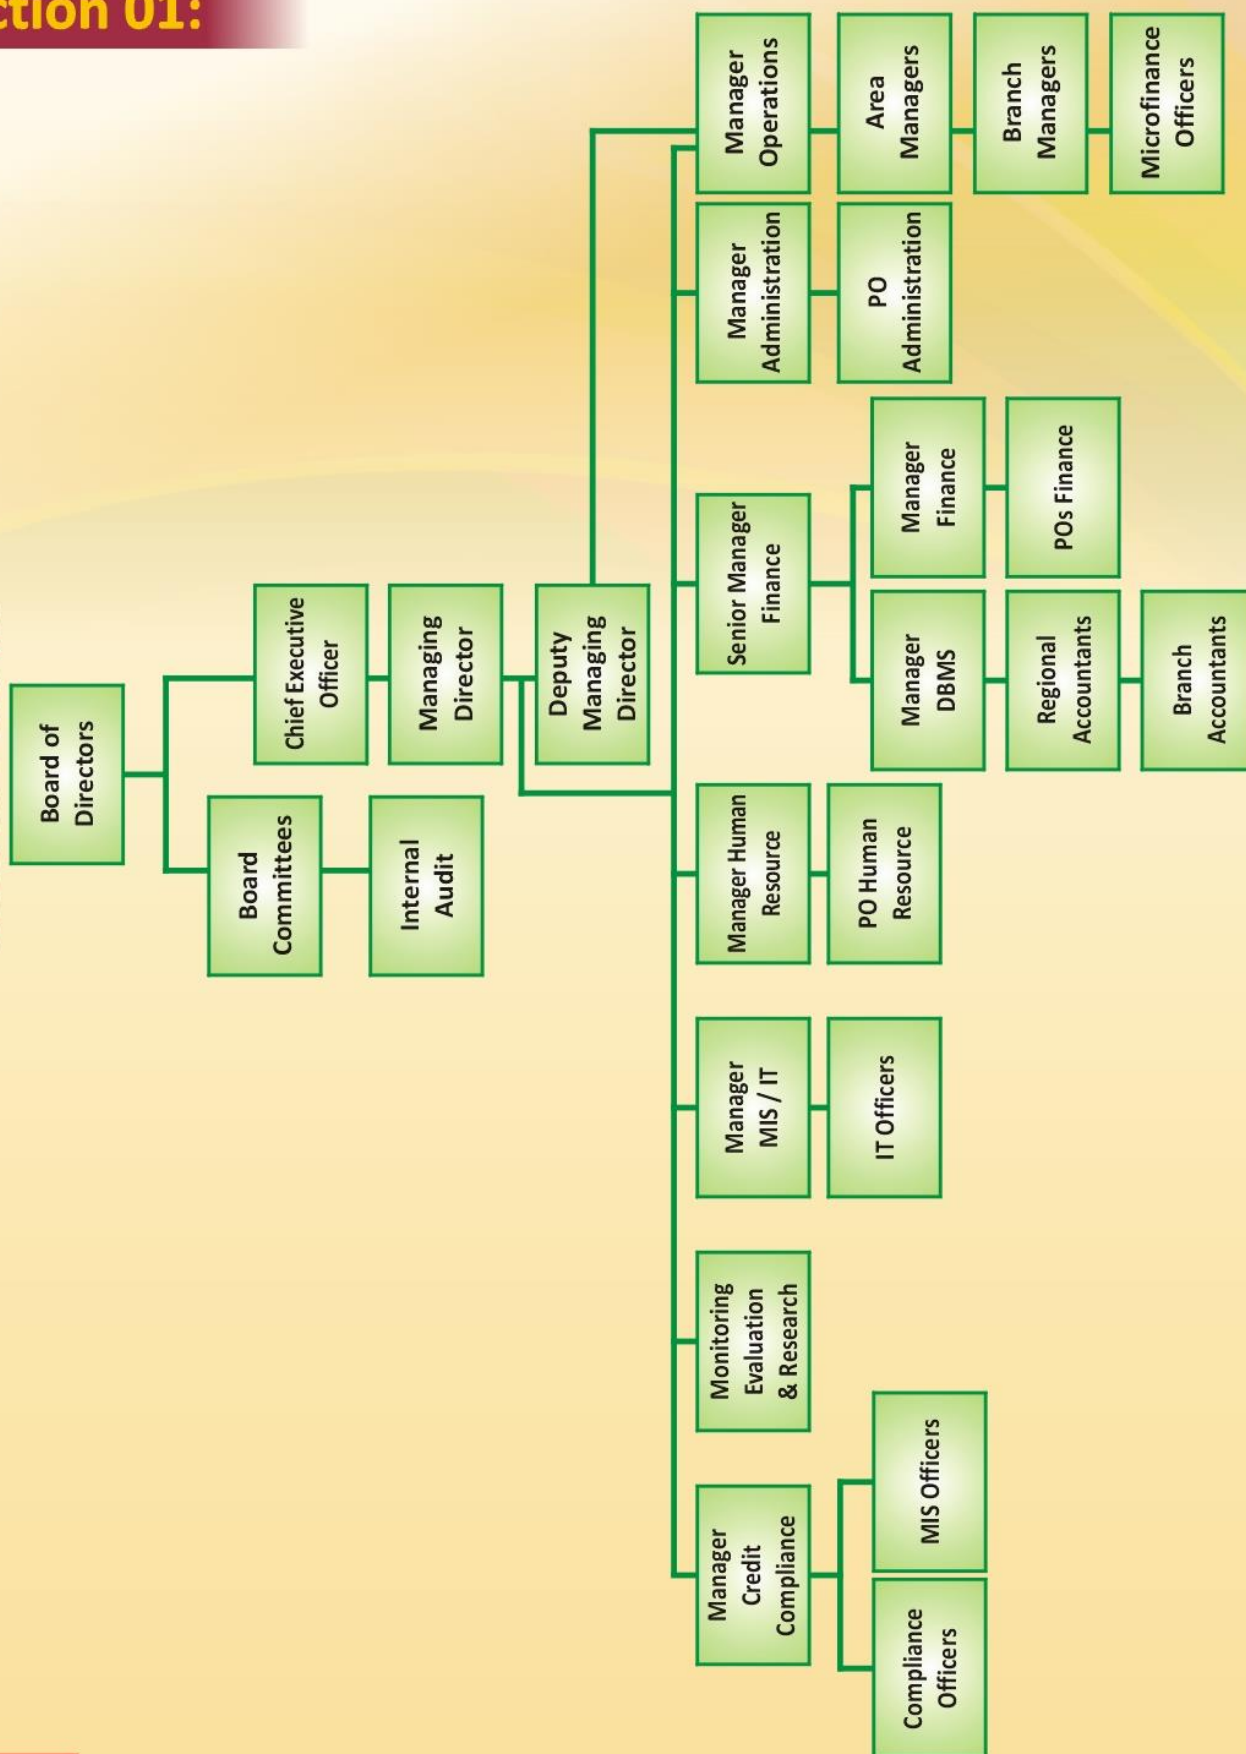 ction 01:
Board of
Directors
Board
Committees
Internal
Audit
Chief Executive
Officer
Managing
Director
Deputy
Managing
Director
Manager
Credit
Compliance
Compliance
Officers
MIS Officers
Monitoring
Evaluation
& Research
Manager
MIS / IT
IT Officers
Manager Human
Resource
PO Human
Resource
Senior Manager
Finance
Manager
DBMS
Regional
Accountants
Branch
Accountants
Manager
Finance
POs Finance
Manager
Administration
PO
Administration
Manager
Operations
Area
Managers
Branch
Managers
Microfinance
Officers